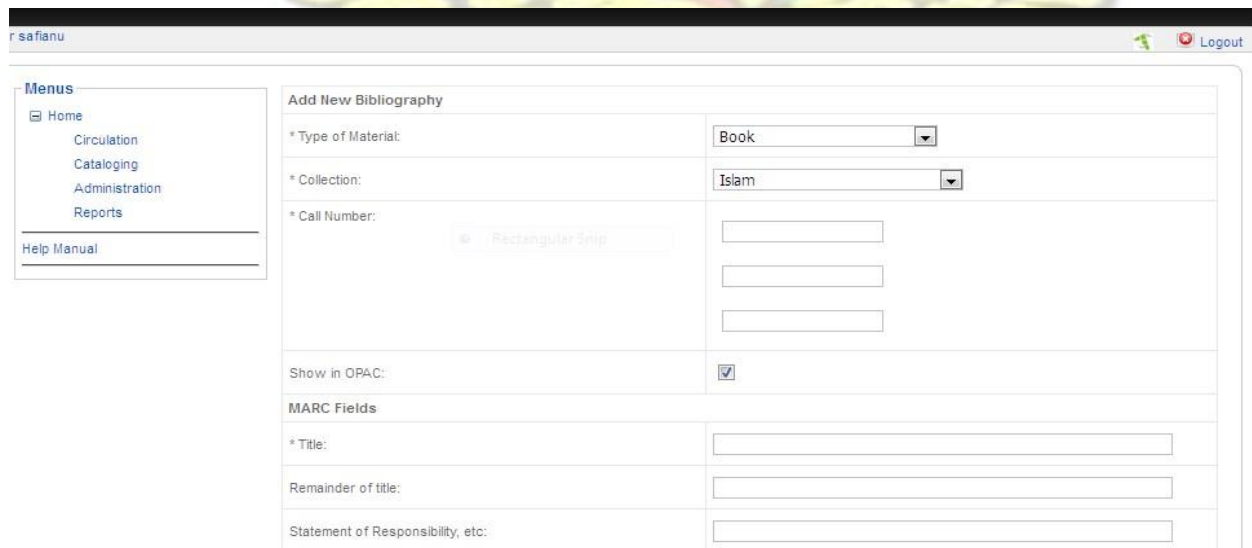 r safianu
Logout
Menus
Home
Circulation
Cataloging
Administration
Reports
Help Manual
Add New Bibliography
* Type of Material:
Book
* Collection:
Islam
* Call Number:
Rectangular Snip
Show in OPAC:
MARC Fields
* Title:
Remainder of title:
Statement of Responsibility, etc: